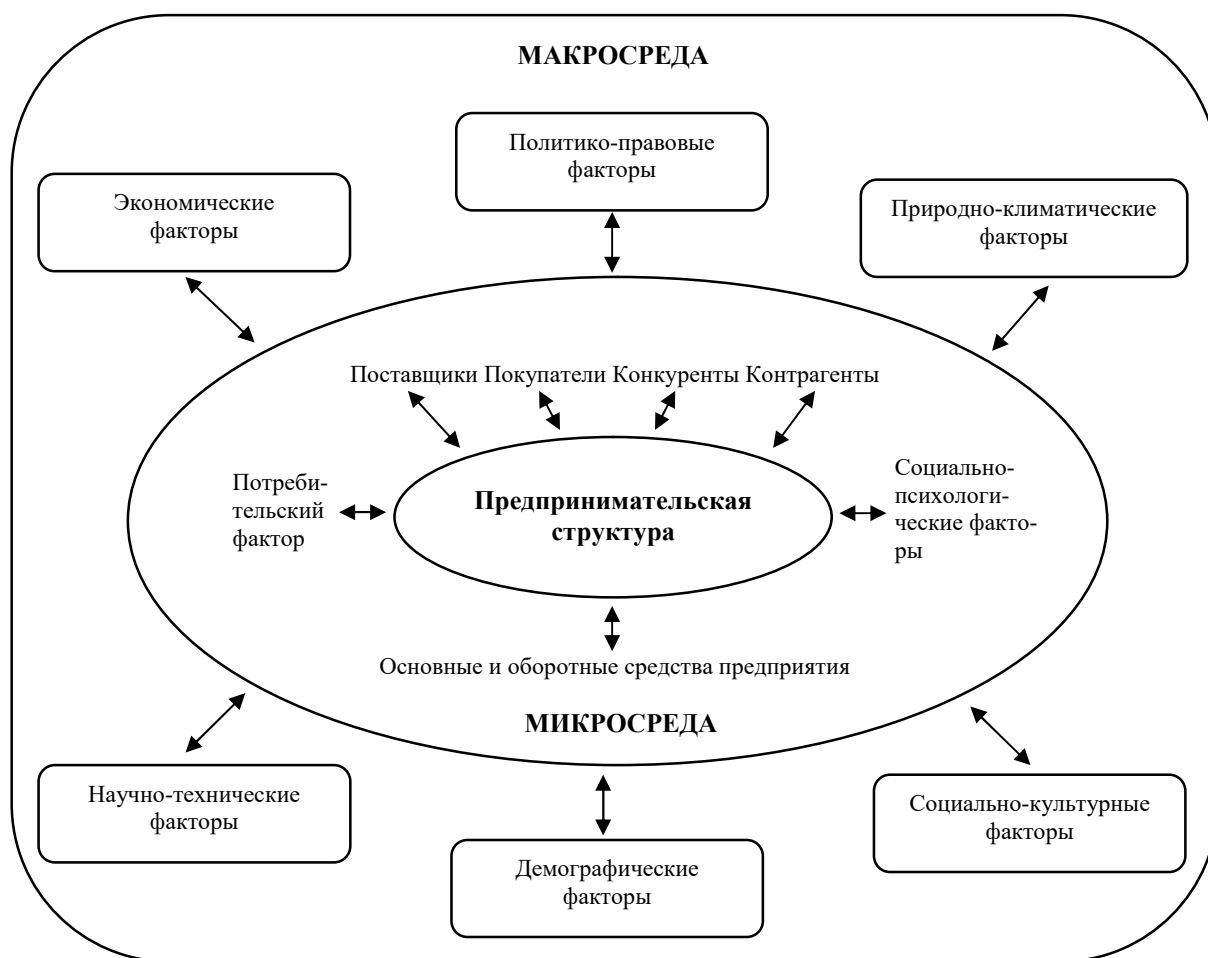 МАКРОСРЕДА
Политико-правовые
факторы
Экономические
факторы
Природно-климатические
факторы
Поставщики Покупатели Конкуренты Контрагенты
Потреби-
тельский
фактор
Предпринимательская
структура
Социально-
психологи-
ческие факто-
ры
Основные и оборотные средства предприятия
МИКРОСРЕДА
Научно-технические
факторы
Социально-культурные
факторы
Демографические
факторы